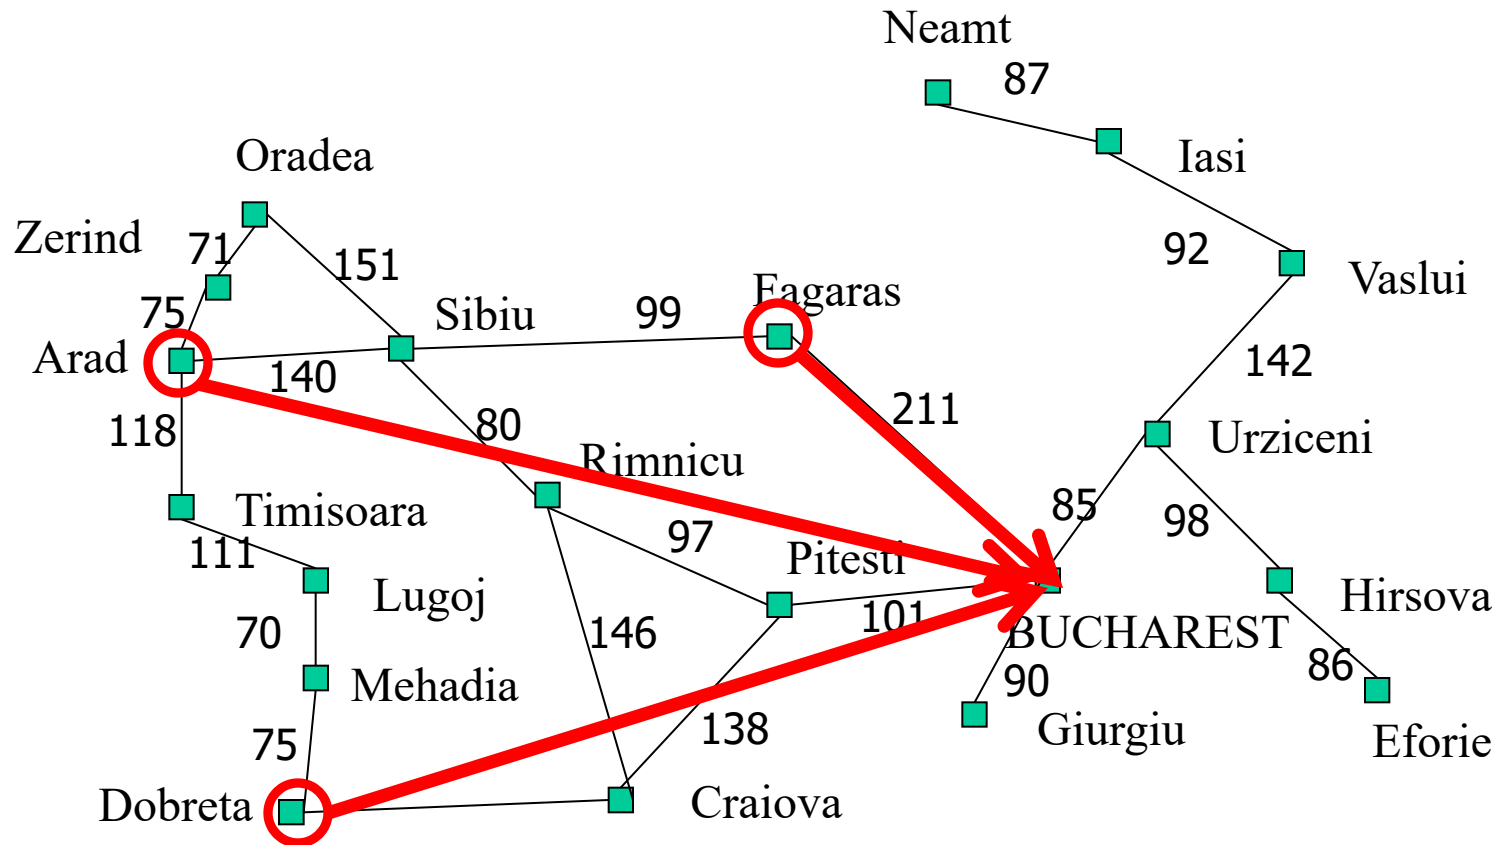 Neamt
87
Oradea
Iasi
Zerind
71
151
92
Vaslui
Fagaras
75
Sibiu
99
Arad
140
142
118
80
211
Urziceni
Rimnicu
Timisoara
85
98
111
97
Pitesti
Lugoj
Hirsova
70
146
101
BUCHAREST
86
Mehadia
90
75
138
Giurgiu
Eforie
Dobreta
Craiova